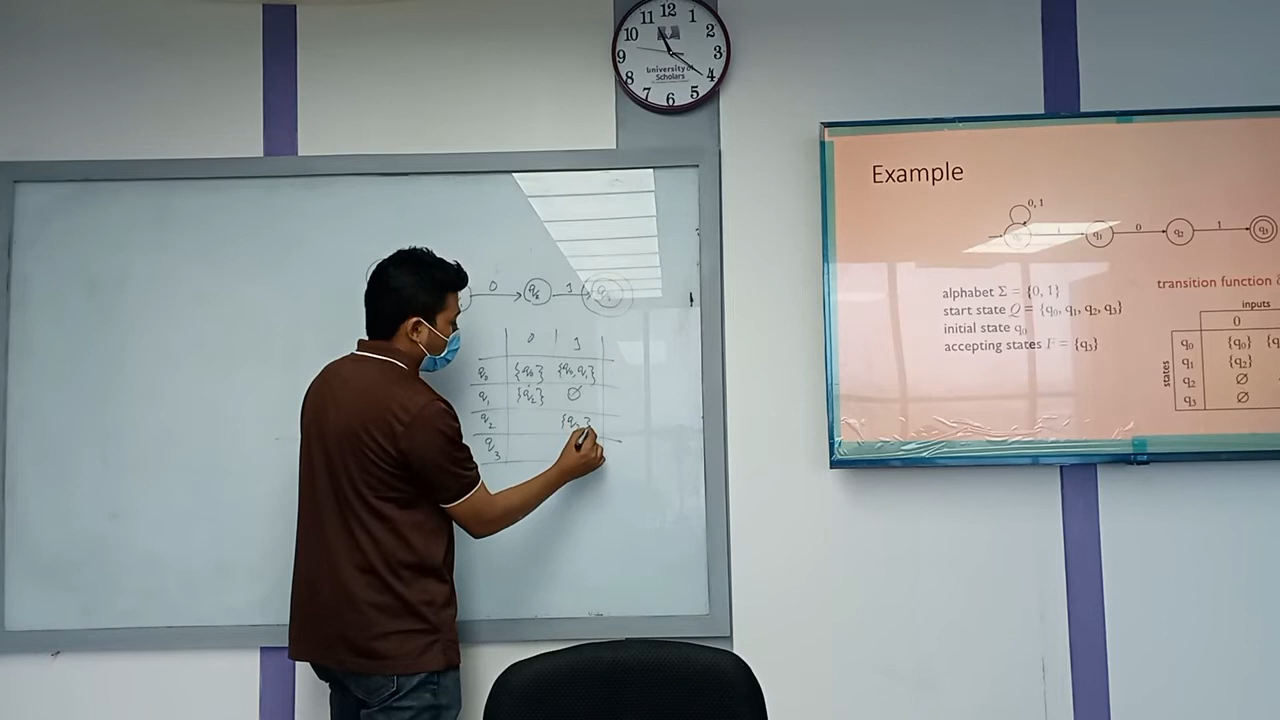 12
11 1
10 2
9 3
8 4
7 5
6
University of
Scholars
0 1
q₂
0 1
q₀ {q₀} {q₀,q₁}
q₁ {q₂} ∅
q₂
q₃
Example
0, 1
q₁ 0 q₂ 1 q₃
alphabet Σ = {0, 1}
start state Q = {q₀, q₁, q₂, q₃}
initial state q₀
accepting states F = {q₃}
transition function
inputs
0
states
q₀ {q₀}
q₁ {q₂}
q₂ ∅
q₃ ∅